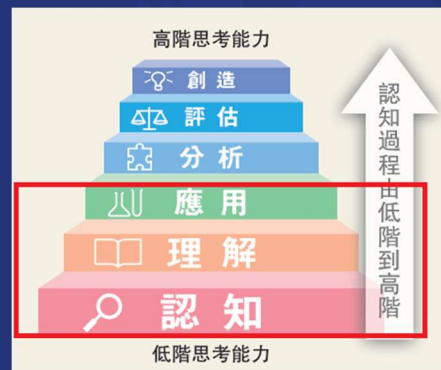 高階思考能力
創造
評估
分析
應用
理解
認知
低階思考能力
認知過程由低階到高階